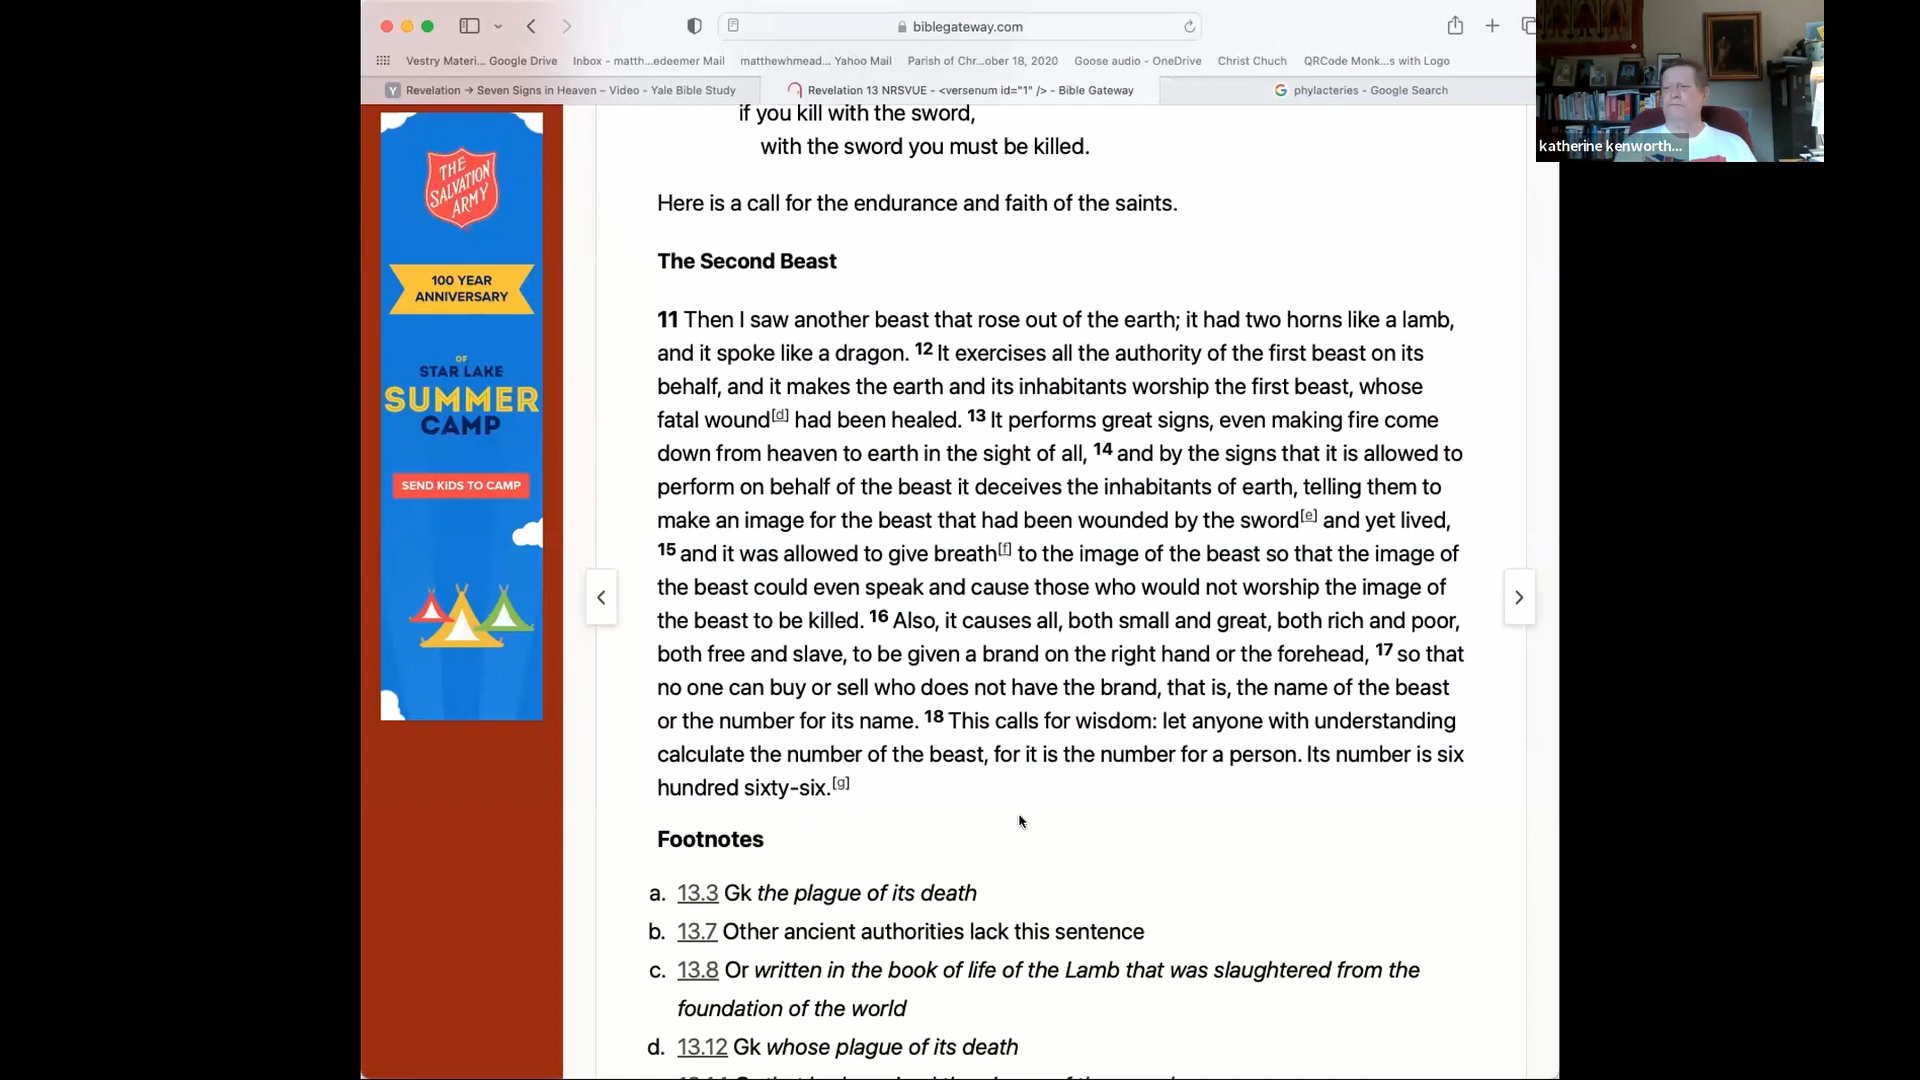 biblegateway.com
Vestry Materi... Google Drive
Inbox - matth...edeemer Mail
matthewhmead... Yahoo Mail
Parish of Chr...ober 18, 2020
Goose audio - OneDrive
Christ Chuch
QRCode Monk...s with Logo
Revelation → Seven Signs in Heaven – Video - Yale Bible Study
Revelation 13 NRSVUE - <versenum id="1" /> - Bible Gateway
phylacteries - Google Search
katherine kenworth...
THE
SALVATION
ARMY
100 YEAR
ANNIVERSARY
OF
STAR LAKE
SUMMER
CAMP
SEND KIDS TO CAMP
if you kill with the sword,
with the sword you must be killed.
Here is a call for the endurance and faith of the saints.
The Second Beast
11 Then I saw another beast that rose out of the earth; it had two horns like a lamb,
and it spoke like a dragon. 12 It exercises all the authority of the first beast on its
behalf, and it makes the earth and its inhabitants worship the first beast, whose
fatal wound[d] had been healed. 13 It performs great signs, even making fire come
down from heaven to earth in the sight of all, 14 and by the signs that it is allowed to
perform on behalf of the beast it deceives the inhabitants of earth, telling them to
make an image for the beast that had been wounded by the sword[e] and yet lived,
15 and it was allowed to give breath[f] to the image of the beast so that the image of
the beast could even speak and cause those who would not worship the image of
the beast to be killed. 16 Also, it causes all, both small and great, both rich and poor,
both free and slave, to be given a brand on the right hand or the forehead, 17 so that
no one can buy or sell who does not have the brand, that is, the name of the beast
or the number for its name. 18 This calls for wisdom: let anyone with understanding
calculate the number of the beast, for it is the number for a person. Its number is six
hundred sixty-six.[g]
Footnotes
a. 13.3 Gk the plague of its death
b. 13.7 Other ancient authorities lack this sentence
c. 13.8 Or written in the book of life of the Lamb that was slaughtered from the
foundation of the world
d. 13.12 Gk whose plague of its death